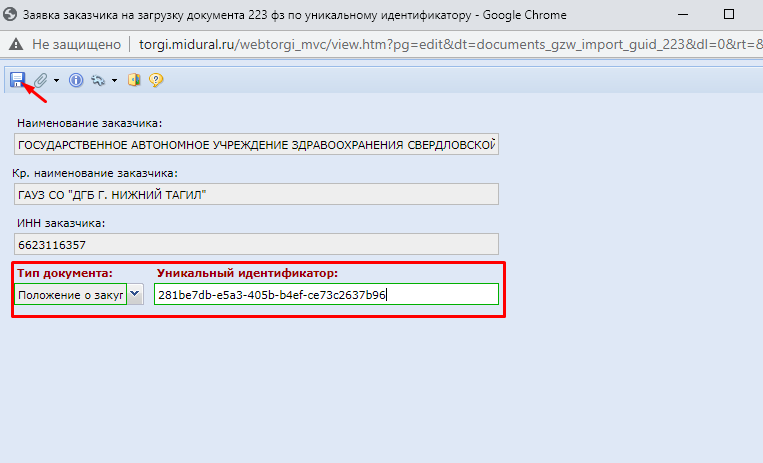 Заявка заказчика на загрузку документа 223 фз по уникальному идентификатору - Google Chrome
Не защищено | torgi.midural.ru/webtorgi_mvc/view.htm?pg=edit&dt=documents_gzw_import_guid_223&dl=0&rt=8
Наименование заказчика:
ГОСУДАРСТВЕННОЕ АВТОНОМНОЕ УЧРЕЖДЕНИЕ ЗДРАВООХРАНЕНИЯ СВЕРДЛОВСКОЙ
Кр. наименование заказчика:
ГАУЗ СО "ДГБ Г. НИЖНИЙ ТАГИЛ"
ИНН заказчика:
6623116357
Тип документа: Уникальный идентификатор:
Положение о закуп 281be7db-e5a3-405b-b4ef-ce73c2637b96